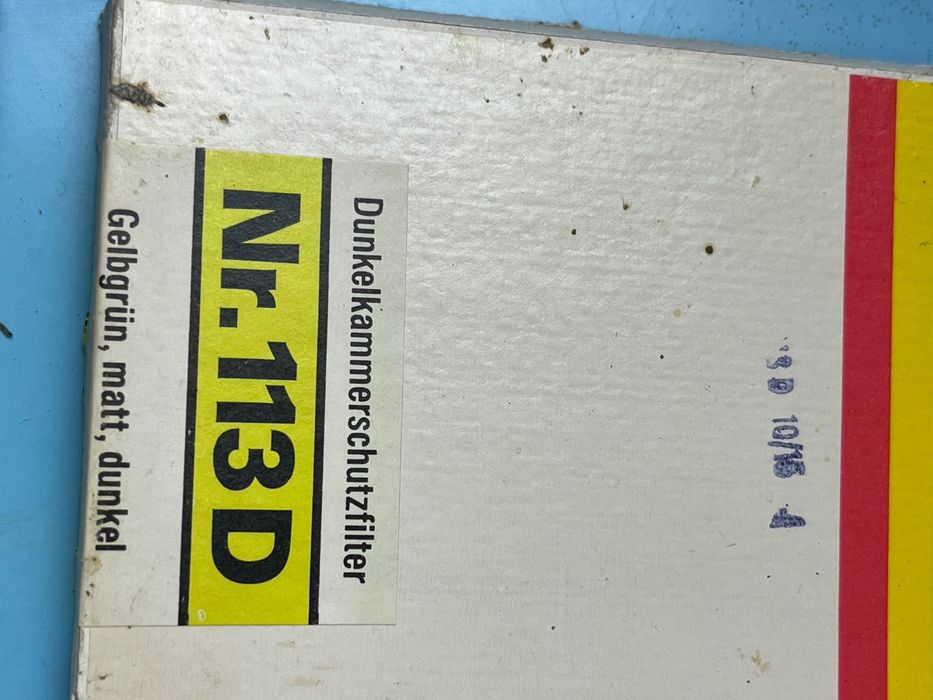 Dunkelkammerschutzfilter
Nr. 113 D
Gelbgrün, matt, dunkel